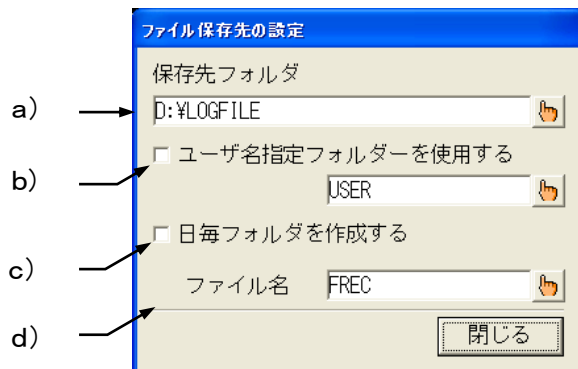 ファイル保存先の設定
保存先フォルダ
a)
D:¥LOGFILE
ユーザ名指定フォルダーを使用する
b)
USER
日毎フォルダを作成する
c)
ファイル名 FREC
d)
閉じる